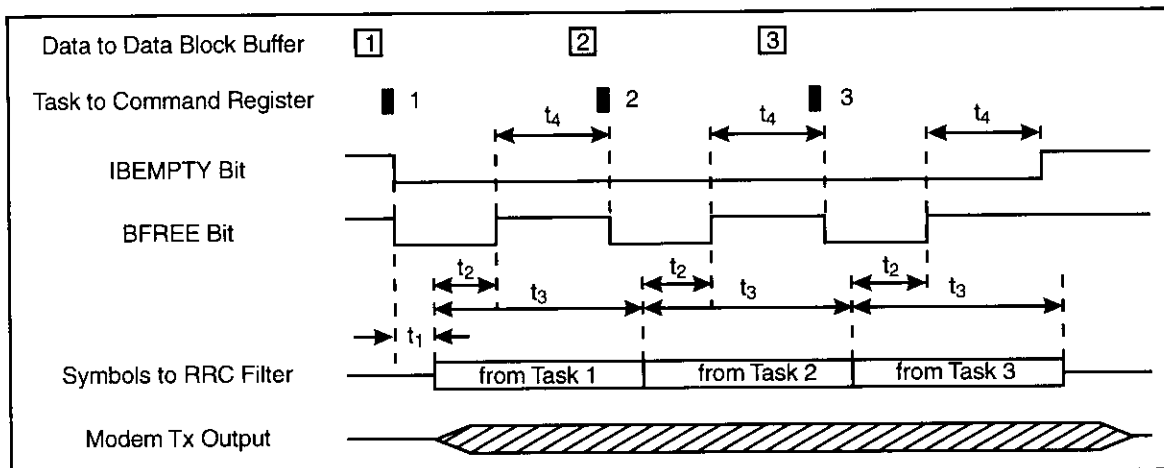 Data to Data Block Buffer 1 2 3
Task to Command Register 1 2 3
t4 t4 t4
IBEMPTY Bit
BFREE Bit
t2 t2 t2
t3 t3 t3
t1
Symbols to RRC Filter from Task 1 from Task 2 from Task 3
Modem Tx Output